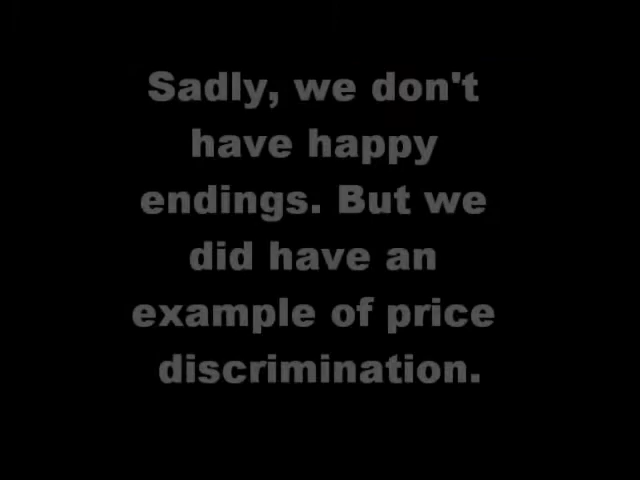 Sadly, we don't
have happy
endings. But we
did have an
example of price
discrimination.